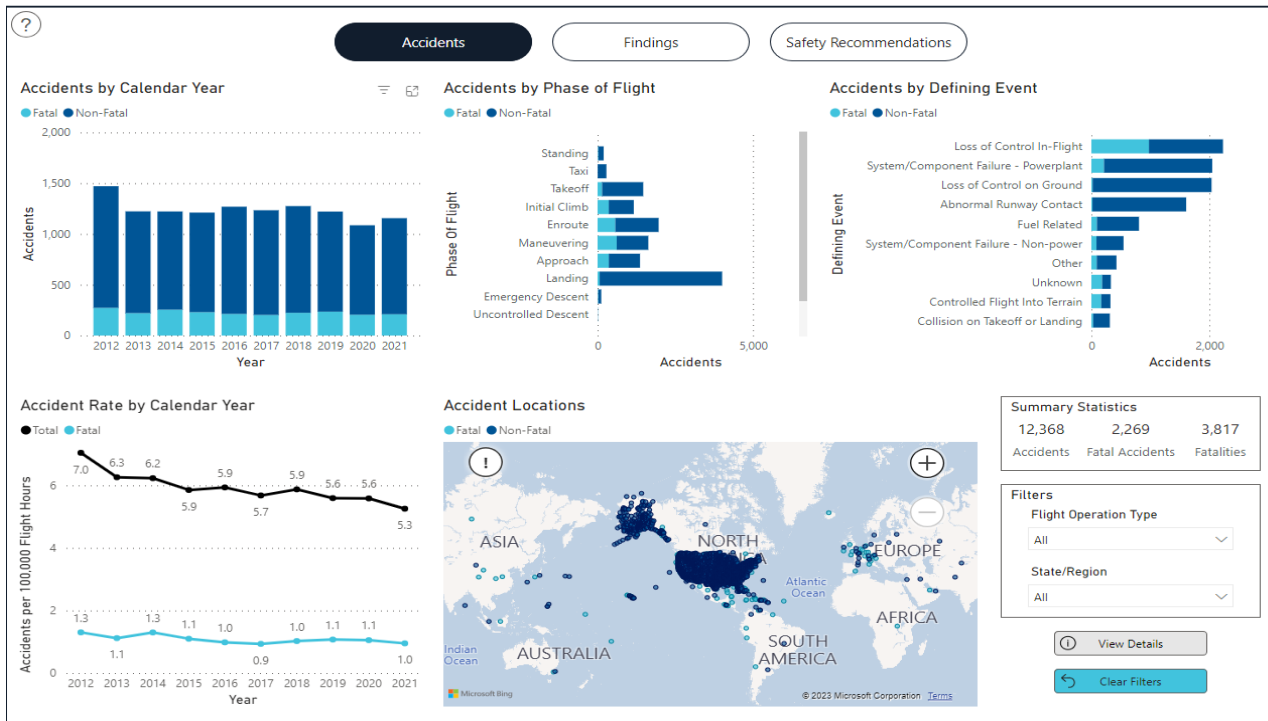 ?
Accidents
Findings
Safety Recommendations
Accidents by Calendar Year
Fatal Non-Fatal
2,000
1,500
1,000
500
0
Accidents
2012 2013 2014 2015 2016 2017 2018 2019 2020 2021
Year
Accidents by Phase of Flight
Fatal Non-Fatal
Phase Of Flight
Standing
Taxi
Takeoff
Initial Climb
Enroute
Maneuvering
Approach
Landing
Emergency Descent
Uncontrolled Descent
0 5,000
Accidents
Accidents by Defining Event
Fatal Non-Fatal
Defining Event
Loss of Control In-Flight
System/Component Failure - Powerplant
Loss of Control on Ground
Abnormal Runway Contact
Fuel Related
System/Component Failure - Non-power
Other
Unknown
Controlled Flight Into Terrain
Collision on Takeoff or Landing
0 2,000
Accidents
Accident Rate by Calendar Year
Total Fatal
Accidents per 100,000 Flight Hours
6
4
2
0
7.0 6.3 6.2 5.9 5.9 5.7 5.9 5.6 5.6 5.3
1.3 1.1 1.3 1.1 1.0 0.9 1.0 1.1 1.1 1.0
2012 2013 2014 2015 2016 2017 2018 2019 2020 2021
Year
Accident Locations
Fatal Non-Fatal
!
+
ASIA
NORTH
EUROPE
Atlantic
Ocean
AFRICA
Indian
Ocean
AUSTRALIA
SOUTH
AMERICA
Microsoft Bing
© 2023 Microsoft Corporation Terms
Summary Statistics
12,368 2,269 3,817
Accidents Fatal Accidents Fatalities
Filters
Flight Operation Type
All
State/Region
All
View Details
Clear Filters